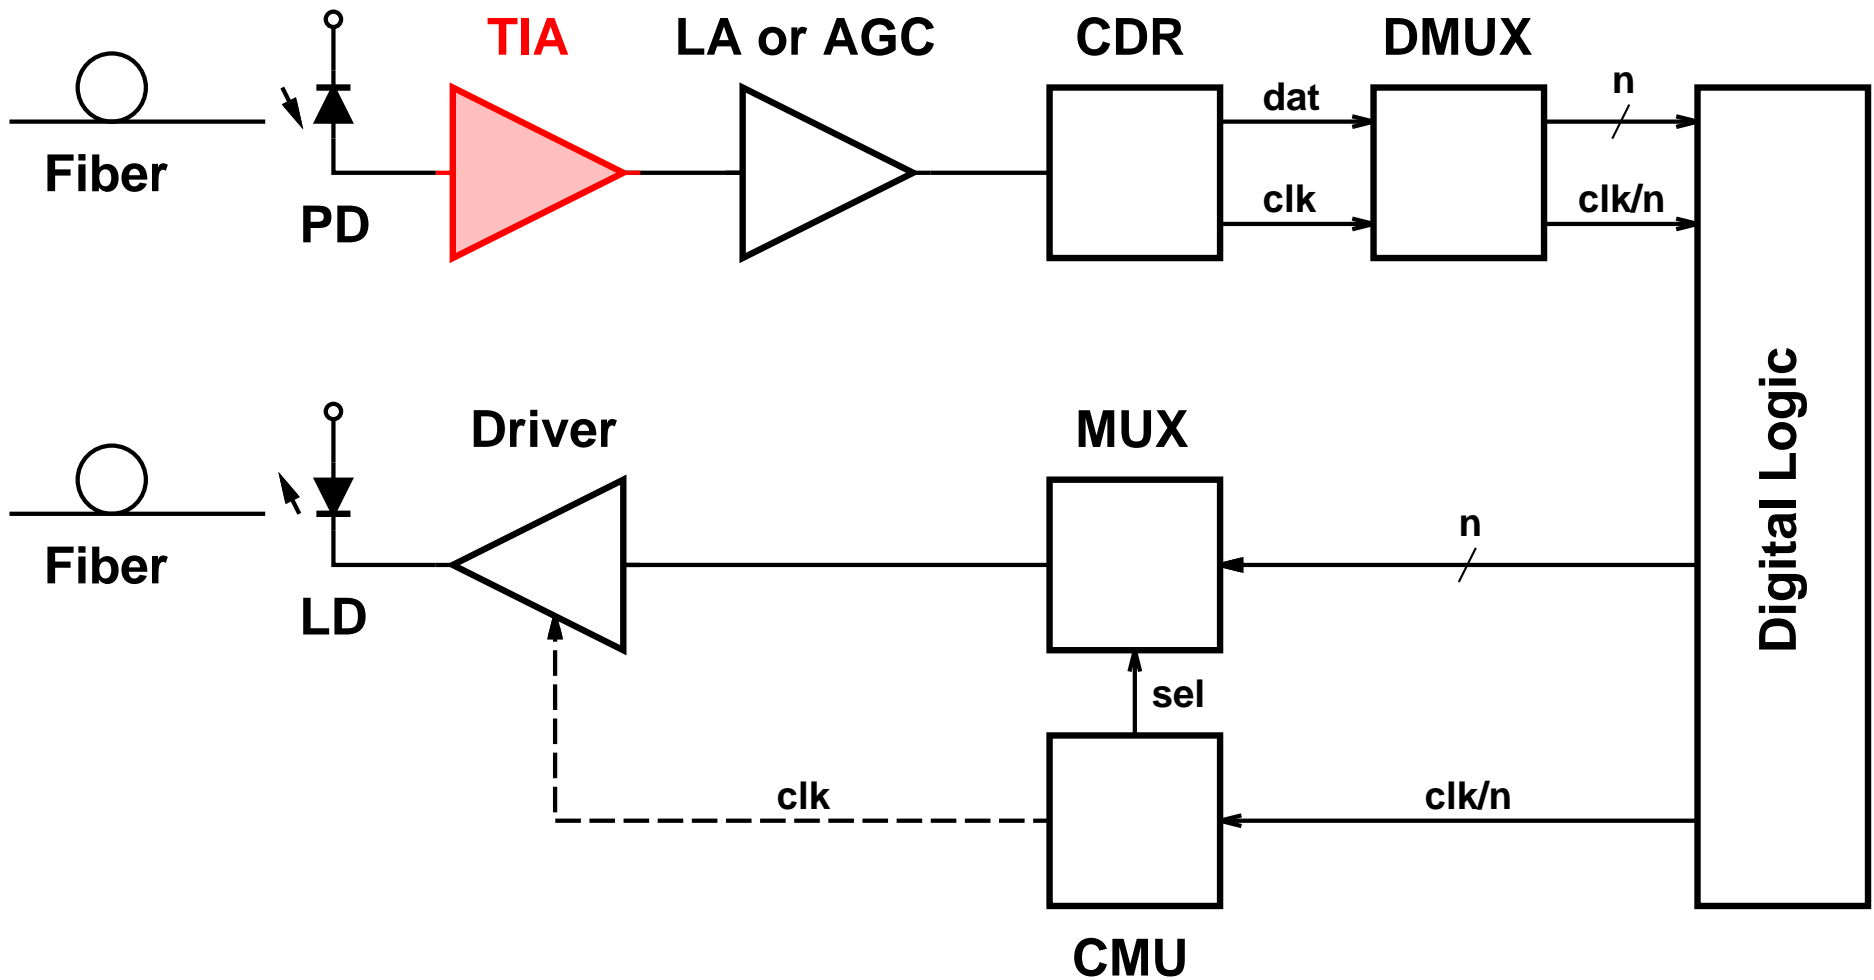 TIA
LA or AGC
CDR
DMUX
n
dat
Fiber
clk
clk/n
PD
Driver
MUX
Digital Logic
n
Fiber
LD
sel
clk
clk/n
CMU